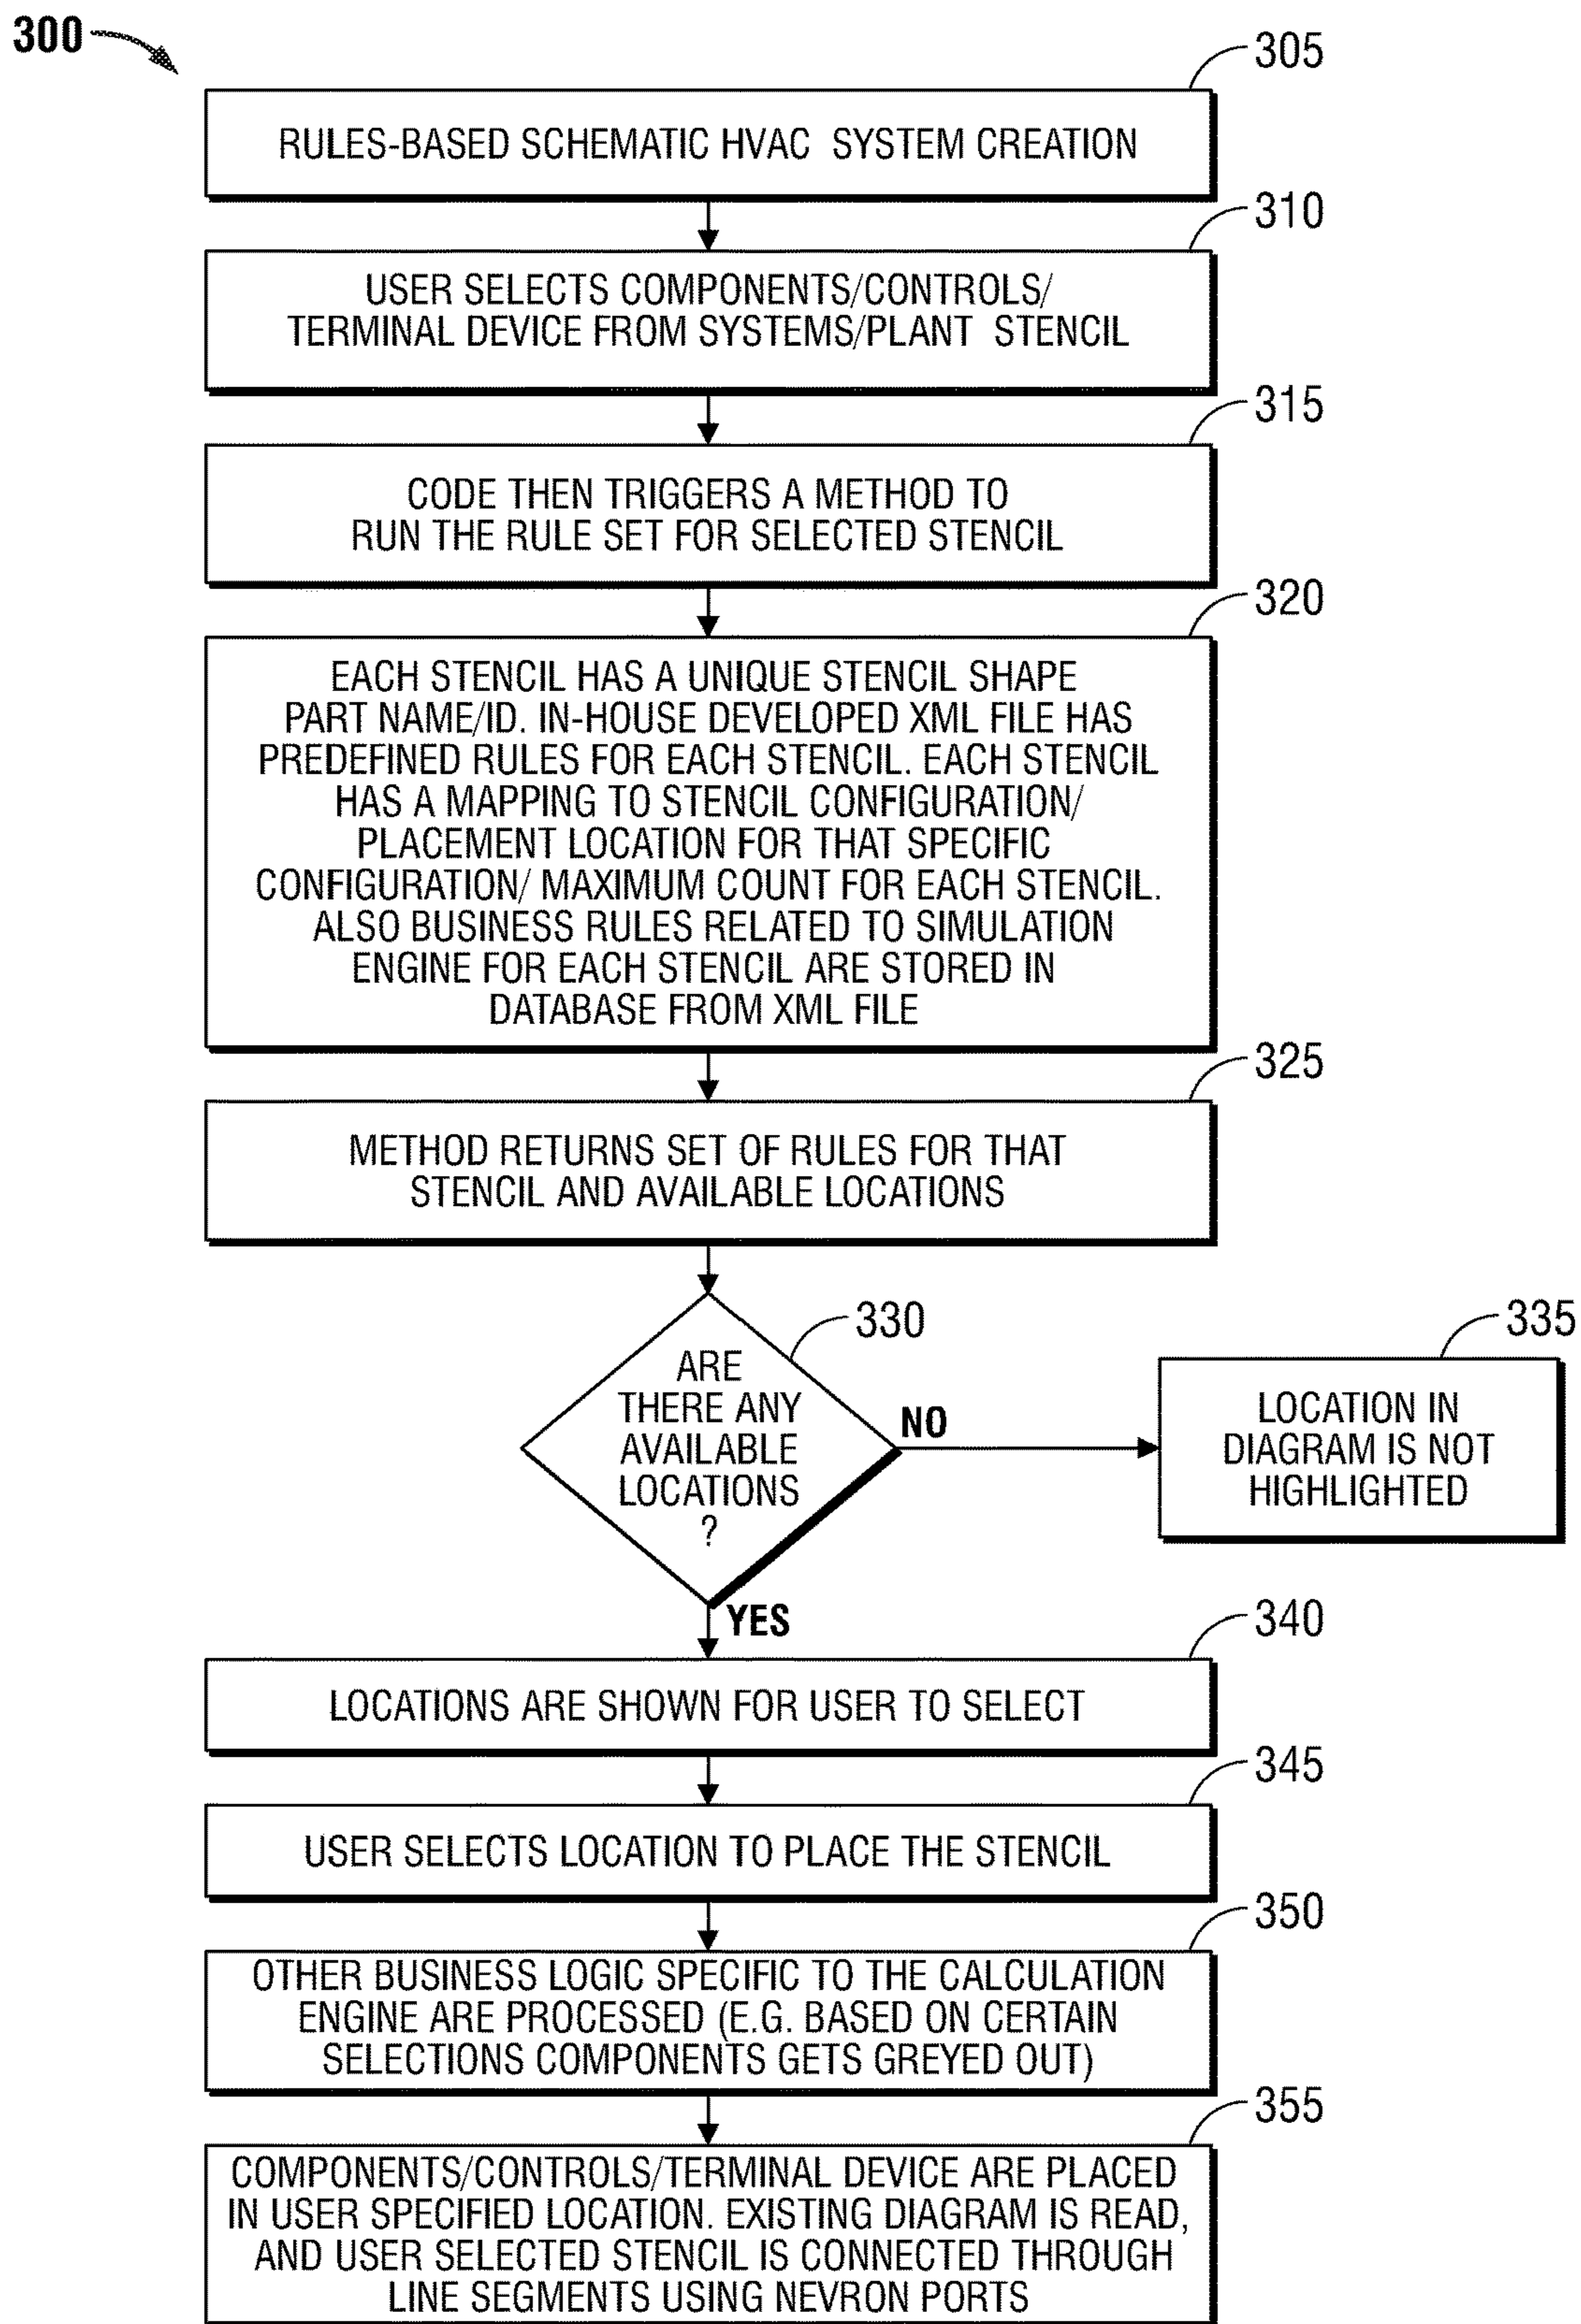 300
305
RULES-BASED SCHEMATIC HVAC SYSTEM CREATION
310
USER SELECTS COMPONENTS/CONTROLS/
TERMINAL DEVICE FROM SYSTEMS/PLANT STENCIL
315
CODE THEN TRIGGERS A METHOD TO
RUN THE RULE SET FOR SELECTED STENCIL
320
EACH STENCIL HAS A UNIQUE STENCIL SHAPE
PART NAME/ID. IN-HOUSE DEVELOPED XML FILE HAS
PREDEFINED RULES FOR EACH STENCIL. EACH STENCIL
HAS A MAPPING TO STENCIL CONFIGURATION/
PLACEMENT LOCATION FOR THAT SPECIFIC
CONFIGURATION/ MAXIMUM COUNT FOR EACH STENCIL.
ALSO BUSINESS RULES RELATED TO SIMULATION
ENGINE FOR EACH STENCIL ARE STORED IN
DATABASE FROM XML FILE
325
METHOD RETURNS SET OF RULES FOR THAT
STENCIL AND AVAILABLE LOCATIONS
330
ARE
THERE ANY
AVAILABLE
LOCATIONS
?
NO
335
LOCATION IN
DIAGRAM IS NOT
HIGHLIGHTED
YES
340
LOCATIONS ARE SHOWN FOR USER TO SELECT
345
USER SELECTS LOCATION TO PLACE THE STENCIL
350
OTHER BUSINESS LOGIC SPECIFIC TO THE CALCULATION
ENGINE ARE PROCESSED (E.G. BASED ON CERTAIN
SELECTIONS COMPONENTS GETS GREYED OUT)
355
COMPONENTS/CONTROLS/TERMINAL DEVICE ARE PLACED
IN USER SPECIFIED LOCATION. EXISTING DIAGRAM IS READ,
AND USER SELECTED STENCIL IS CONNECTED THROUGH
LINE SEGMENTS USING NEVRON PORTS